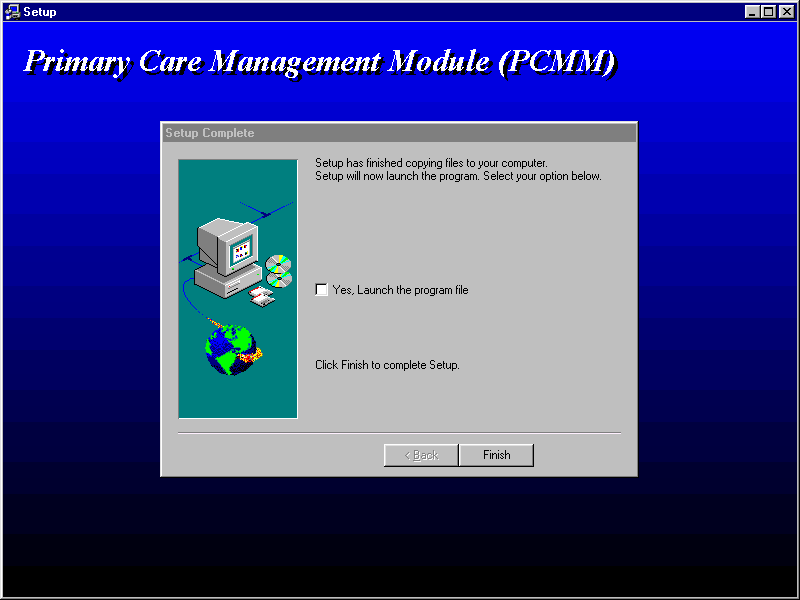 Setup
Primary Care Management Module (PCMM)
Setup Complete
Setup has finished copying files to your computer.
Setup will now launch the program. Select your option below.
Yes, Launch the program file
Click Finish to complete Setup.
< Back
Finish